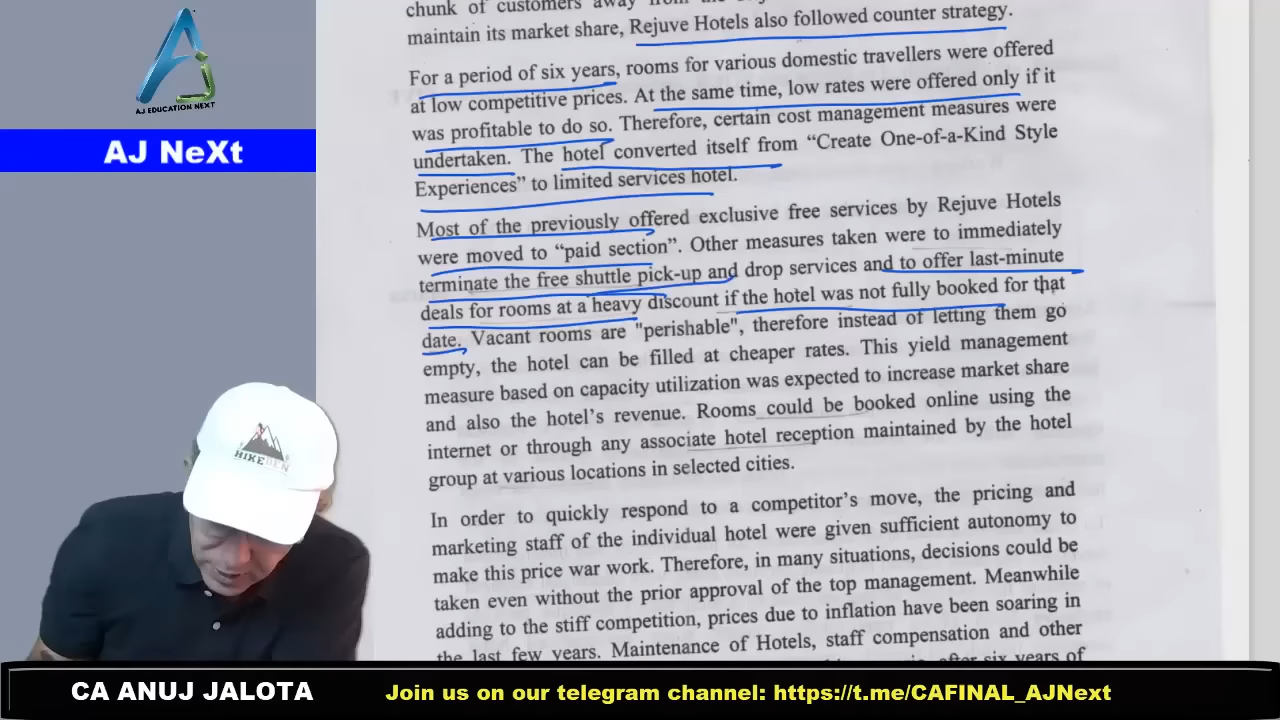 AJ EDUCATION NEXT
AJ NeXt
HIKEDEN
chunk of customers away from the
maintain its market share, Rejuve Hotels also followed counter strategy.
For a period of six years, rooms for various domestic travellers were offered
at low competitive prices. At the same time, low rates were offered only if it
was profitable to do so. Therefore, certain cost management measures were
undertaken. The hotel converted itself from “Create One-of-a-Kind Style
Experiences” to limited services hotel.
Most of the previously offered exclusive free services by Rejuve Hotels
were moved to “paid section”. Other measures taken were to immediately
terminate the free shuttle pick-up and drop services and to offer last-minute
deals for rooms at a heavy discount if the hotel was not fully booked for that
date. Vacant rooms are "perishable", therefore instead of letting them go
empty, the hotel can be filled at cheaper rates. This yield management
measure based on capacity utilization was expected to increase market share
and also the hotel’s revenue. Rooms could be booked online using the
internet or through any associate hotel reception maintained by the hotel
group at various locations in selected cities.
In order to quickly respond to a competitor’s move, the pricing and
marketing staff of the individual hotel were given sufficient autonomy to
make this price war work. Therefore, in many situations, decisions could be
taken even without the prior approval of the top management. Meanwhile
adding to the stiff competition, prices due to inflation have been soaring in
the last few years. Maintenance of Hotels, staff compensation and other
after six years of
CA ANUJ JALOTA
Join us on our telegram channel: https://t.me/CAFINAL_AJNext